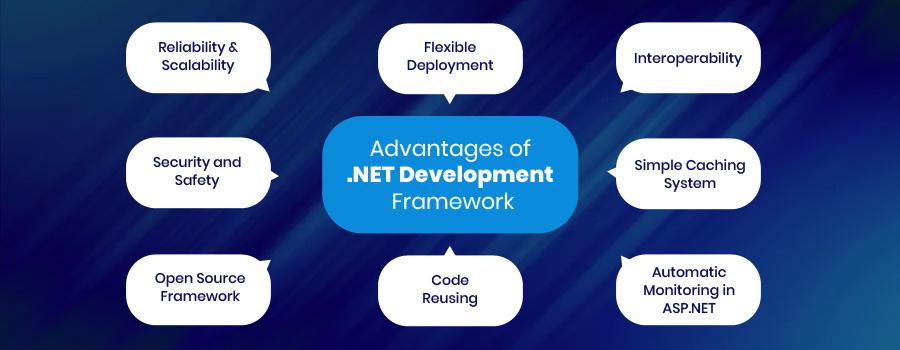 Reliability &
Scalability
Flexible
Deployment
Interoperability
Security and
Safety
Advantages of
.NET Development
Framework
Simple Caching
System
Open Source
Framework
Code
Reusing
Automatic
Monitoring in
ASP.NET